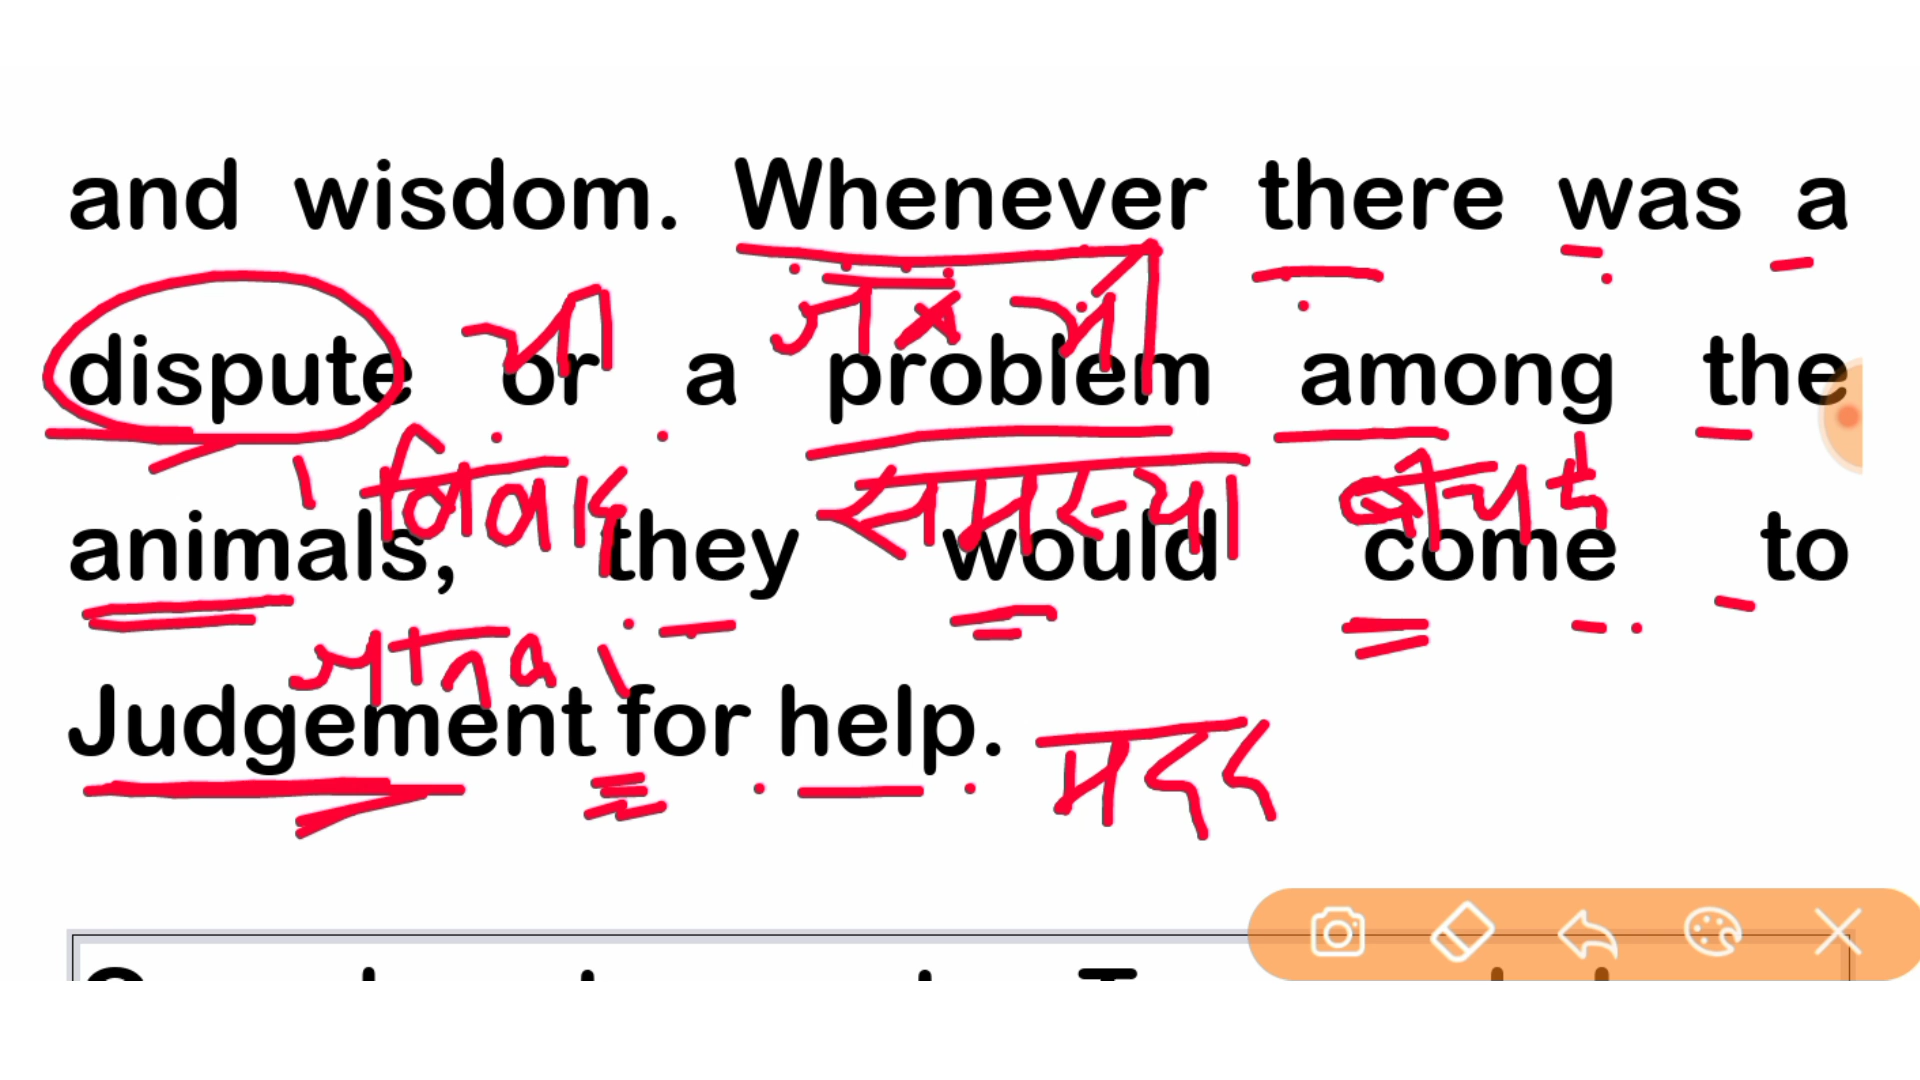 and wisdom. Whenever there was a
या जब भी
dispute or a problem among the
विवाद समस्या बीच में
animals, they would come to
Judgement for help. मदद